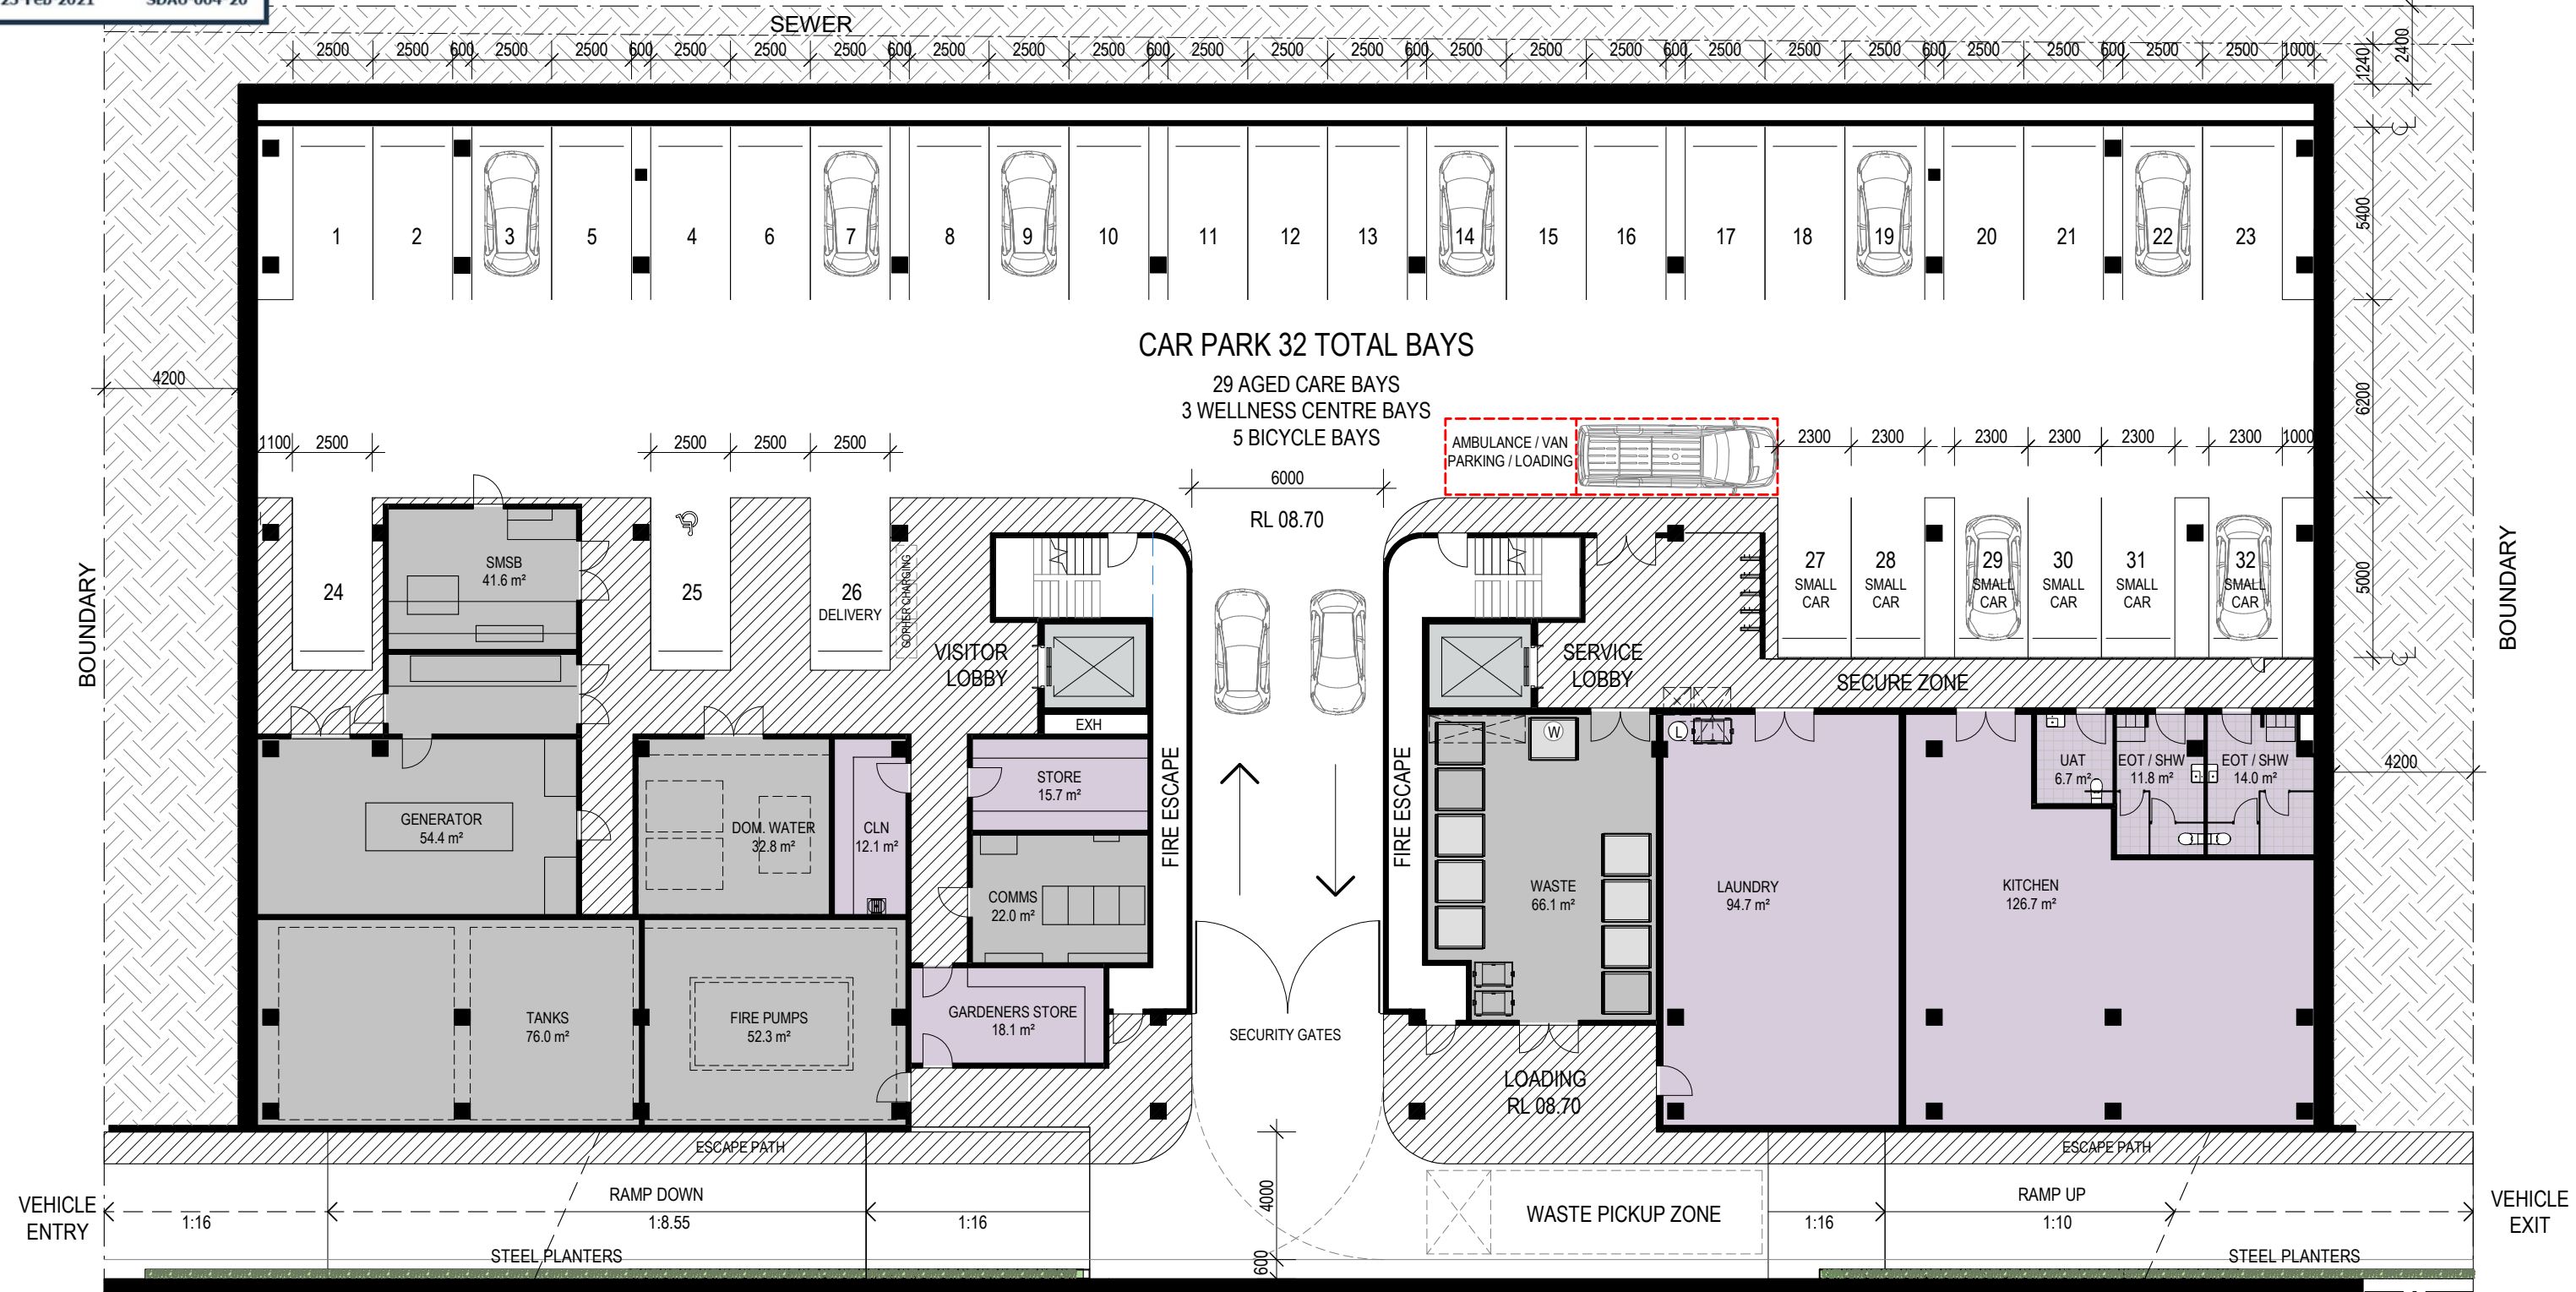 23 Feb 2021 SDAU-004-20
SEWER
2500 2500 600 2500 2500 600 2500 2500 2500 600 2500 2500 2500 600 2500 2500 2500 600 2500 2500 600 2500 2500 2500 600 2500 2500 600 2500 2500 1000
2400
1240
1 2 3 5 4 6 7 8 9 10 11 12 13 14 15 16 17 18 19 20 21 22 23
5400
CAR PARK 32 TOTAL BAYS
29 AGED CARE BAYS
3 WELLNESS CENTRE BAYS
5 BICYCLE BAYS
4200
6200
AMBULANCE / VAN
PARKING / LOADING
1100 2500 2500 2500 2500
2300 2300 2300 2300 2300 2300 1000
6000
RL 08.70
BOUNDARY
SMSB
41.6 m²
24
25
26
DELIVERY
GOPHER CHARGING
VISITOR
LOBBY
SERVICE
LOBBY
27
SMALL
CAR
28
SMALL
CAR
29
SMALL
CAR
30
SMALL
CAR
31
SMALL
CAR
32
SMALL
CAR
5000
BOUNDARY
SECURE ZONE
EXH
GENERATOR
54.4 m²
DOM. WATER
32.8 m²
CLN
12.1 m²
STORE
15.7 m²
COMMS
22.0 m²
FIRE ESCAPE
FIRE ESCAPE
W
L
WASTE
66.1 m²
LAUNDRY
94.7 m²
KITCHEN
126.7 m²
UAT
6.7 m²
EOT / SHW
11.8 m²
EOT / SHW
14.0 m²
4200
TANKS
76.0 m²
FIRE PUMPS
52.3 m²
GARDENERS STORE
18.1 m²
SECURITY GATES
LOADING
RL 08.70
ESCAPE PATH
ESCAPE PATH
VEHICLE
ENTRY
1:16
RAMP DOWN
1:8.55
1:16
4000
600
WASTE PICKUP ZONE
1:16
RAMP UP
1:10
VEHICLE
EXIT
STEEL PLANTERS
STEEL PLANTERS